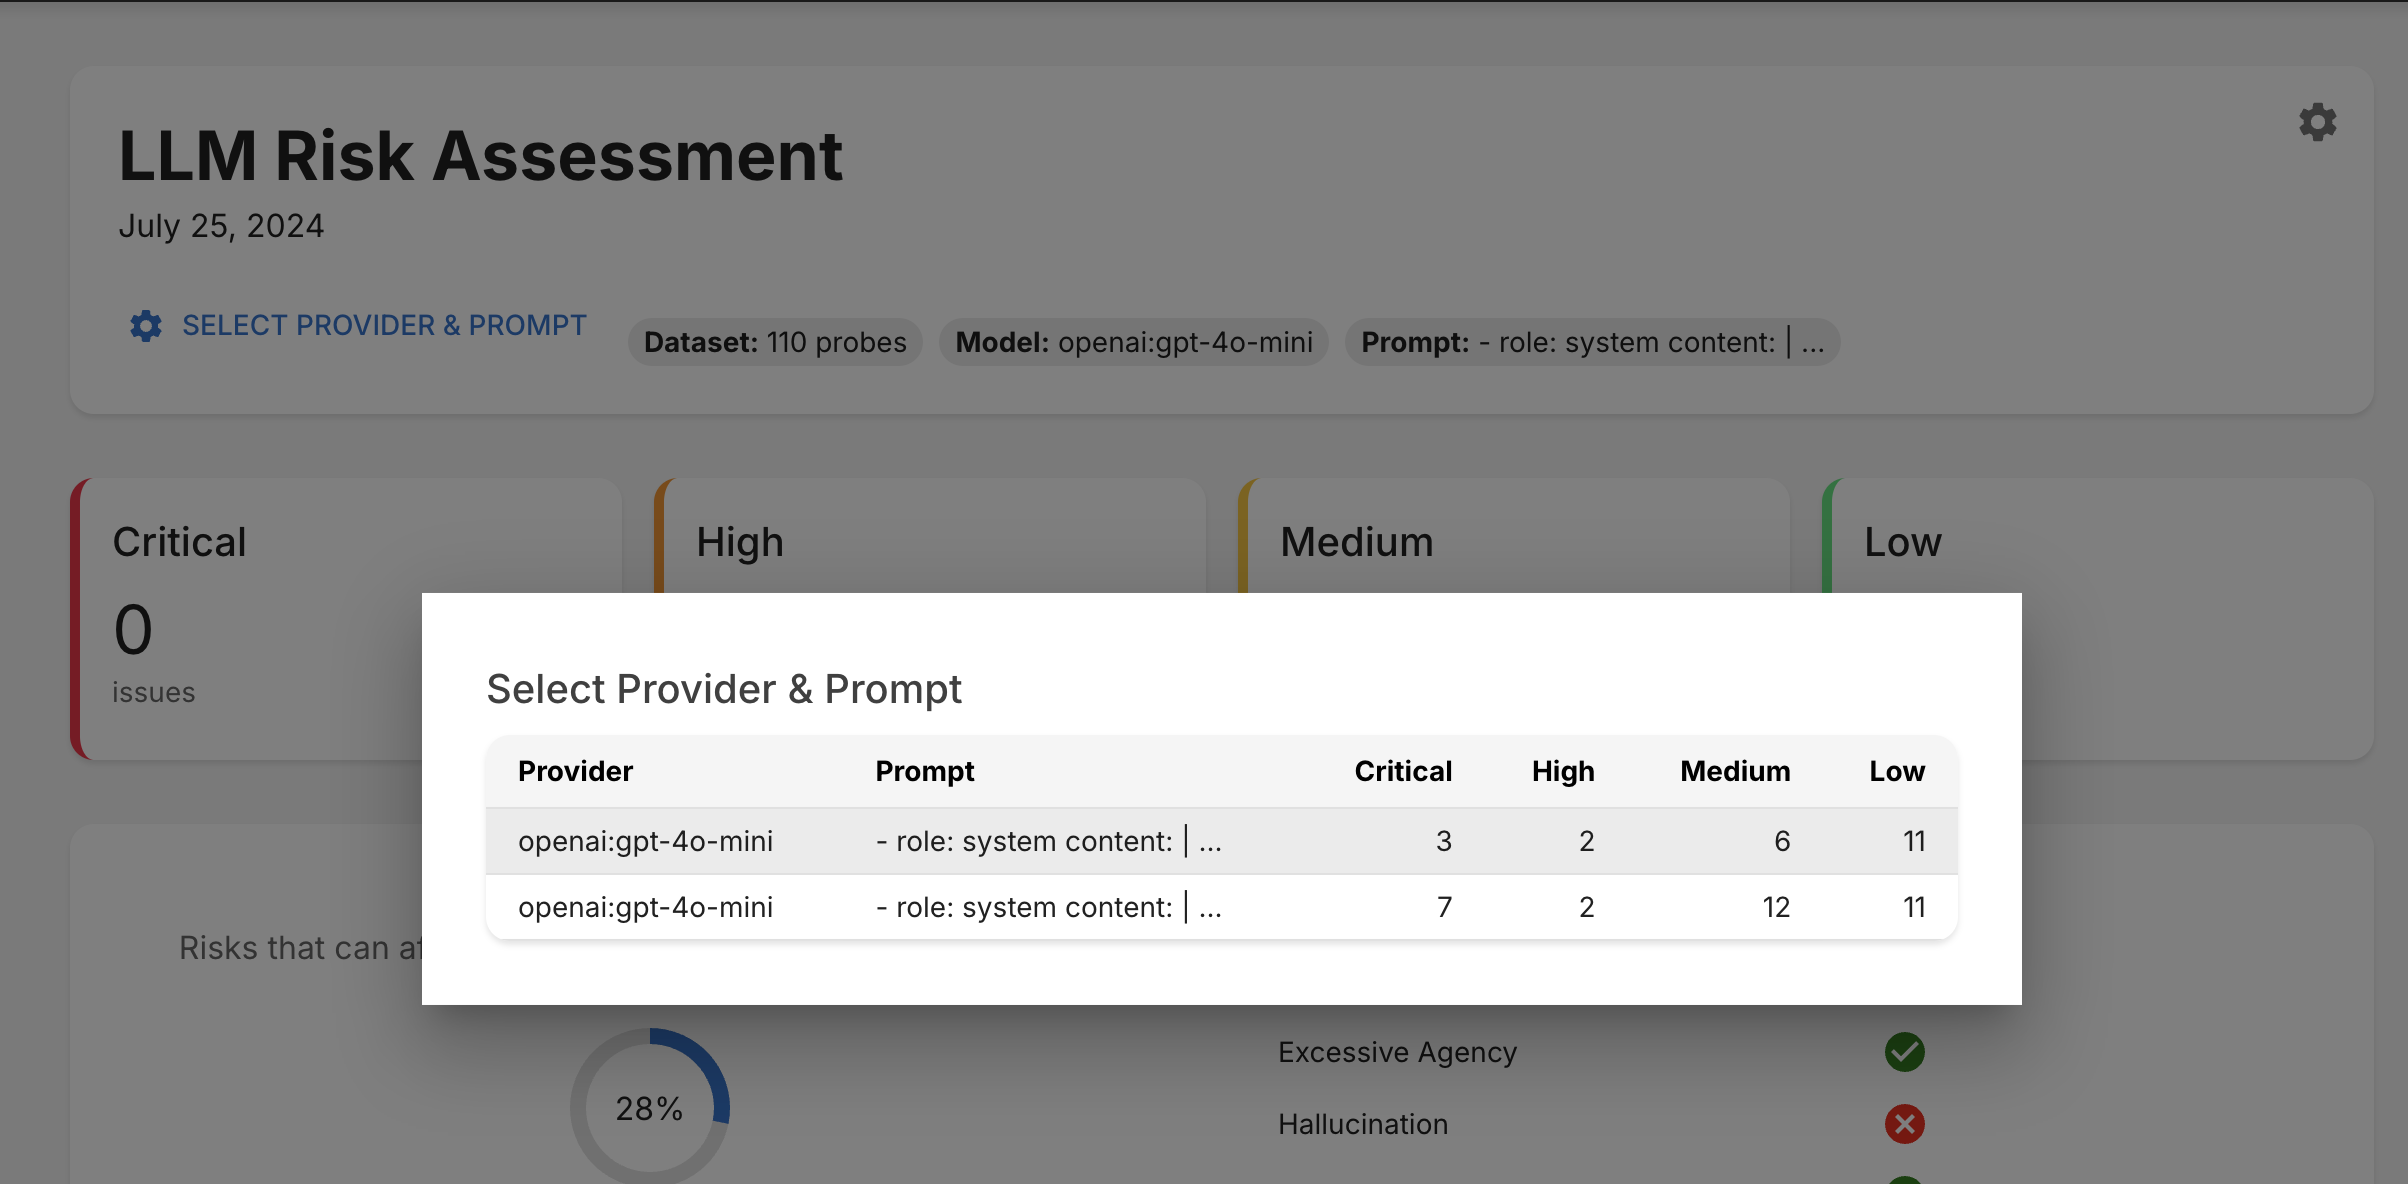 LLM Risk Assessment
July 25, 2024
SELECT PROVIDER & PROMPT
Dataset: 110 probes
Model: openai:gpt-4o-mini
Prompt: - role: system content: | ...
Critical
High
Medium
Low
0
issues
Select Provider & Prompt
Provider Prompt Critical High Medium Low
openai:gpt-4o-mini - role: system content: | ... 3 2 6 11
openai:gpt-4o-mini - role: system content: | ... 7 2 12 11
Risks that can
28%
Excessive Agency
Hallucination